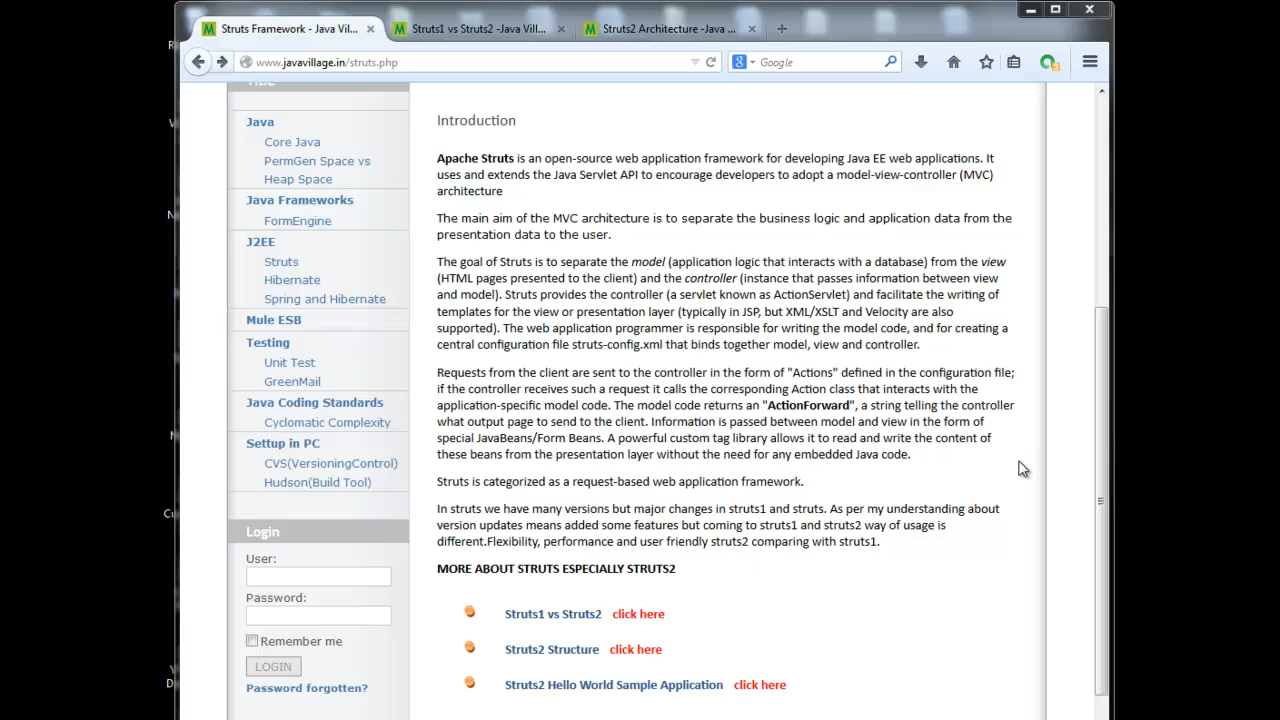 Struts Framework - Java Vil...
Struts1 vs Struts2 -Java Vill...
Struts2 Architecture -Java ...
www.javavillage.in/struts.php
Google
Title
Java
Core Java
PermGen Space vs
Heap Space
Java Frameworks
FormEngine
J2EE
Struts
Hibernate
Spring and Hibernate
Mule ESB
Testing
Unit Test
GreenMail
Java Coding Standards
Cyclomatic Complexity
Settup in PC
CVS(VersioningControl)
Hudson(Build Tool)
Login
User:
Password:
Remember me
LOGIN
Password forgotten?
Introduction
Apache Struts is an open-source web application framework for developing Java EE web applications. It
uses and extends the Java Servlet API to encourage developers to adopt a model-view-controller (MVC)
architecture
The main aim of the MVC architecture is to separate the business logic and application data from the
presentation data to the user.
The goal of Struts is to separate the model (application logic that interacts with a database) from the view
(HTML pages presented to the client) and the controller (instance that passes information between view
and model). Struts provides the controller (a servlet known as ActionServlet) and facilitate the writing of
templates for the view or presentation layer (typically in JSP, but XML/XSLT and Velocity are also
supported). The web application programmer is responsible for writing the model code, and for creating a
central configuration file struts-config.xml that binds together model, view and controller.
Requests from the client are sent to the controller in the form of "Actions" defined in the configuration file;
if the controller receives such a request it calls the corresponding Action class that interacts with the
application-specific model code. The model code returns an "ActionForward", a string telling the controller
what output page to send to the client. Information is passed between model and view in the form of
special JavaBeans/Form Beans. A powerful custom tag library allows it to read and write the content of
these beans from the presentation layer without the need for any embedded Java code.
Struts is categorized as a request-based web application framework.
In struts we have many versions but major changes in struts1 and struts. As per my understanding about
version updates means added some features but coming to struts1 and struts2 way of usage is
different.Flexibility, performance and user friendly struts2 comparing with struts1.
MORE ABOUT STRUTS ESPECIALLY STRUTS2
Struts1 vs Struts2 click here
Struts2 Structure click here
Struts2 Hello World Sample Application click here